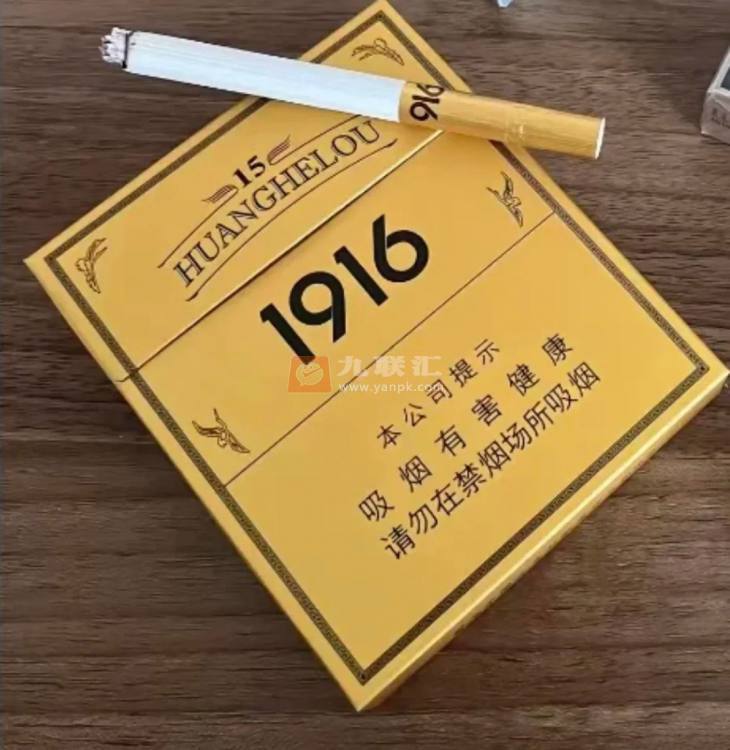 916
15
HUANGHELOU
1916
九联汇
www.yanpk.com
本公司提示
吸烟有害健康
请勿在禁烟场所吸烟